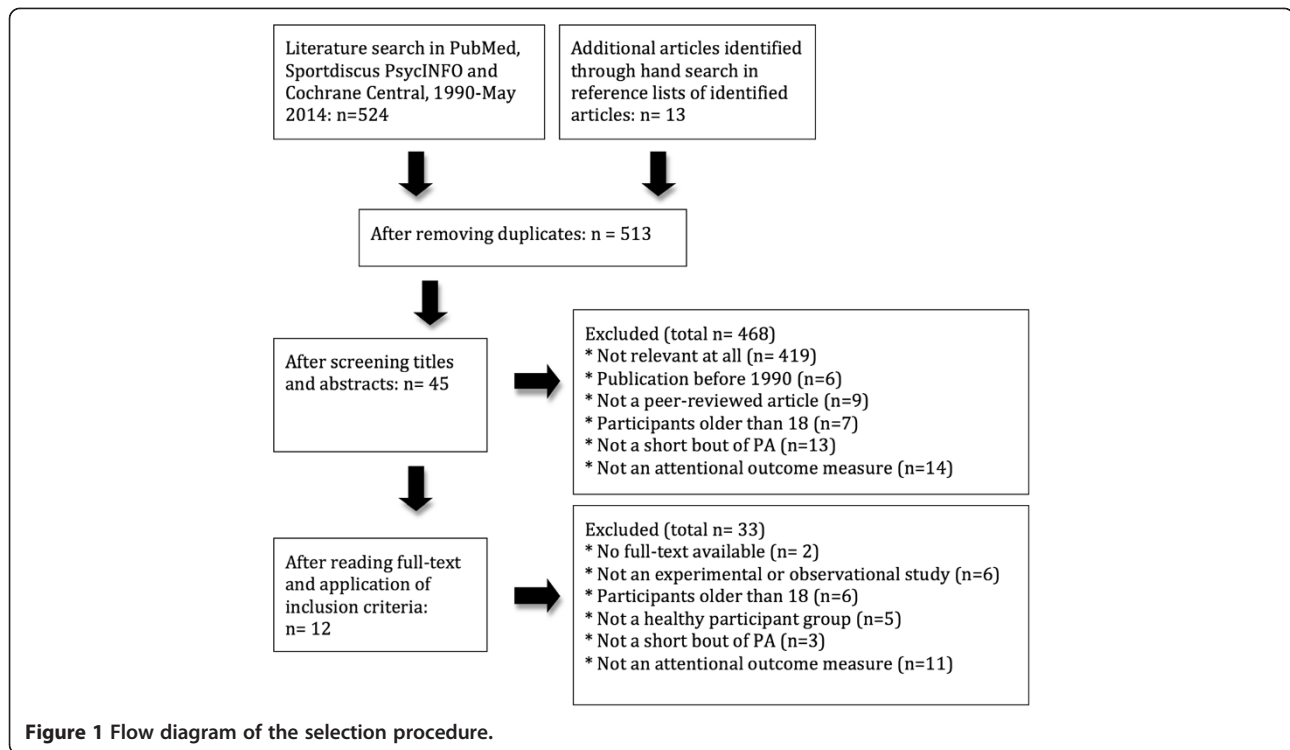 Literature search in PubMed,
Sportdiscus PsycINFO and
Cochrane Central, 1990-May
2014: n=524
Additional articles identified
through hand search in
reference lists of identified
articles: n= 13
After removing duplicates: n = 513
After screening titles
and abstracts: n= 45
Excluded (total n= 468)
* Not relevant at all (n= 419)
* Publication before 1990 (n=6)
* Not a peer-reviewed article (n=9)
* Participants older than 18 (n=7)
* Not a short bout of PA (n=13)
* Not an attentional outcome measure (n=14)
After reading full-text
and application of
inclusion criteria:
n= 12
Excluded (total n= 33)
* No full-text available (n= 2)
* Not an experimental or observational study (n=6)
* Participants older than 18 (n=6)
* Not a healthy participant group (n=5)
* Not a short bout of PA (n=3)
* Not an attentional outcome measure (n=11)
Figure 1 Flow diagram of the selection procedure.